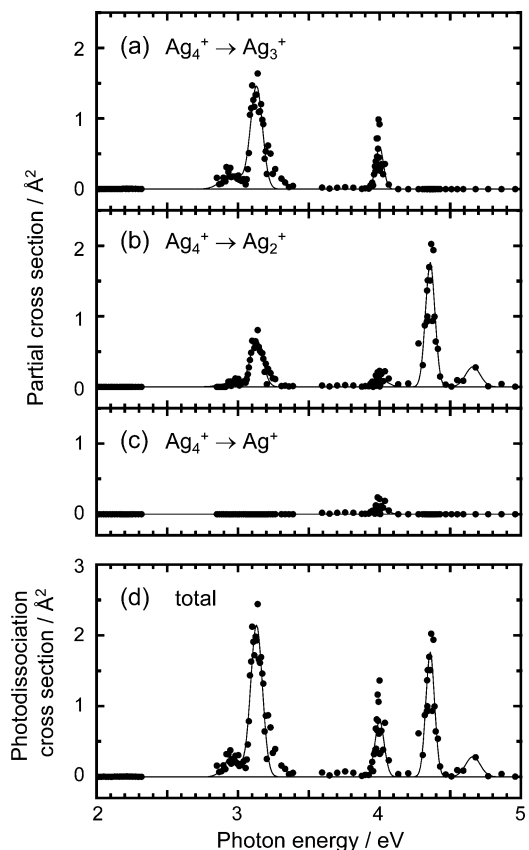 (a) Ag₄⁺ → Ag₃⁺
2
1
0
(b) Ag₄⁺ → Ag₂⁺
2
1
0
Partial cross section / Å²
(c) Ag₄⁺ → Ag⁺
1
0
(d) total
3
2
1
0
Photodissociation
cross section / Å²
2 3 4 5
Photon energy / eV